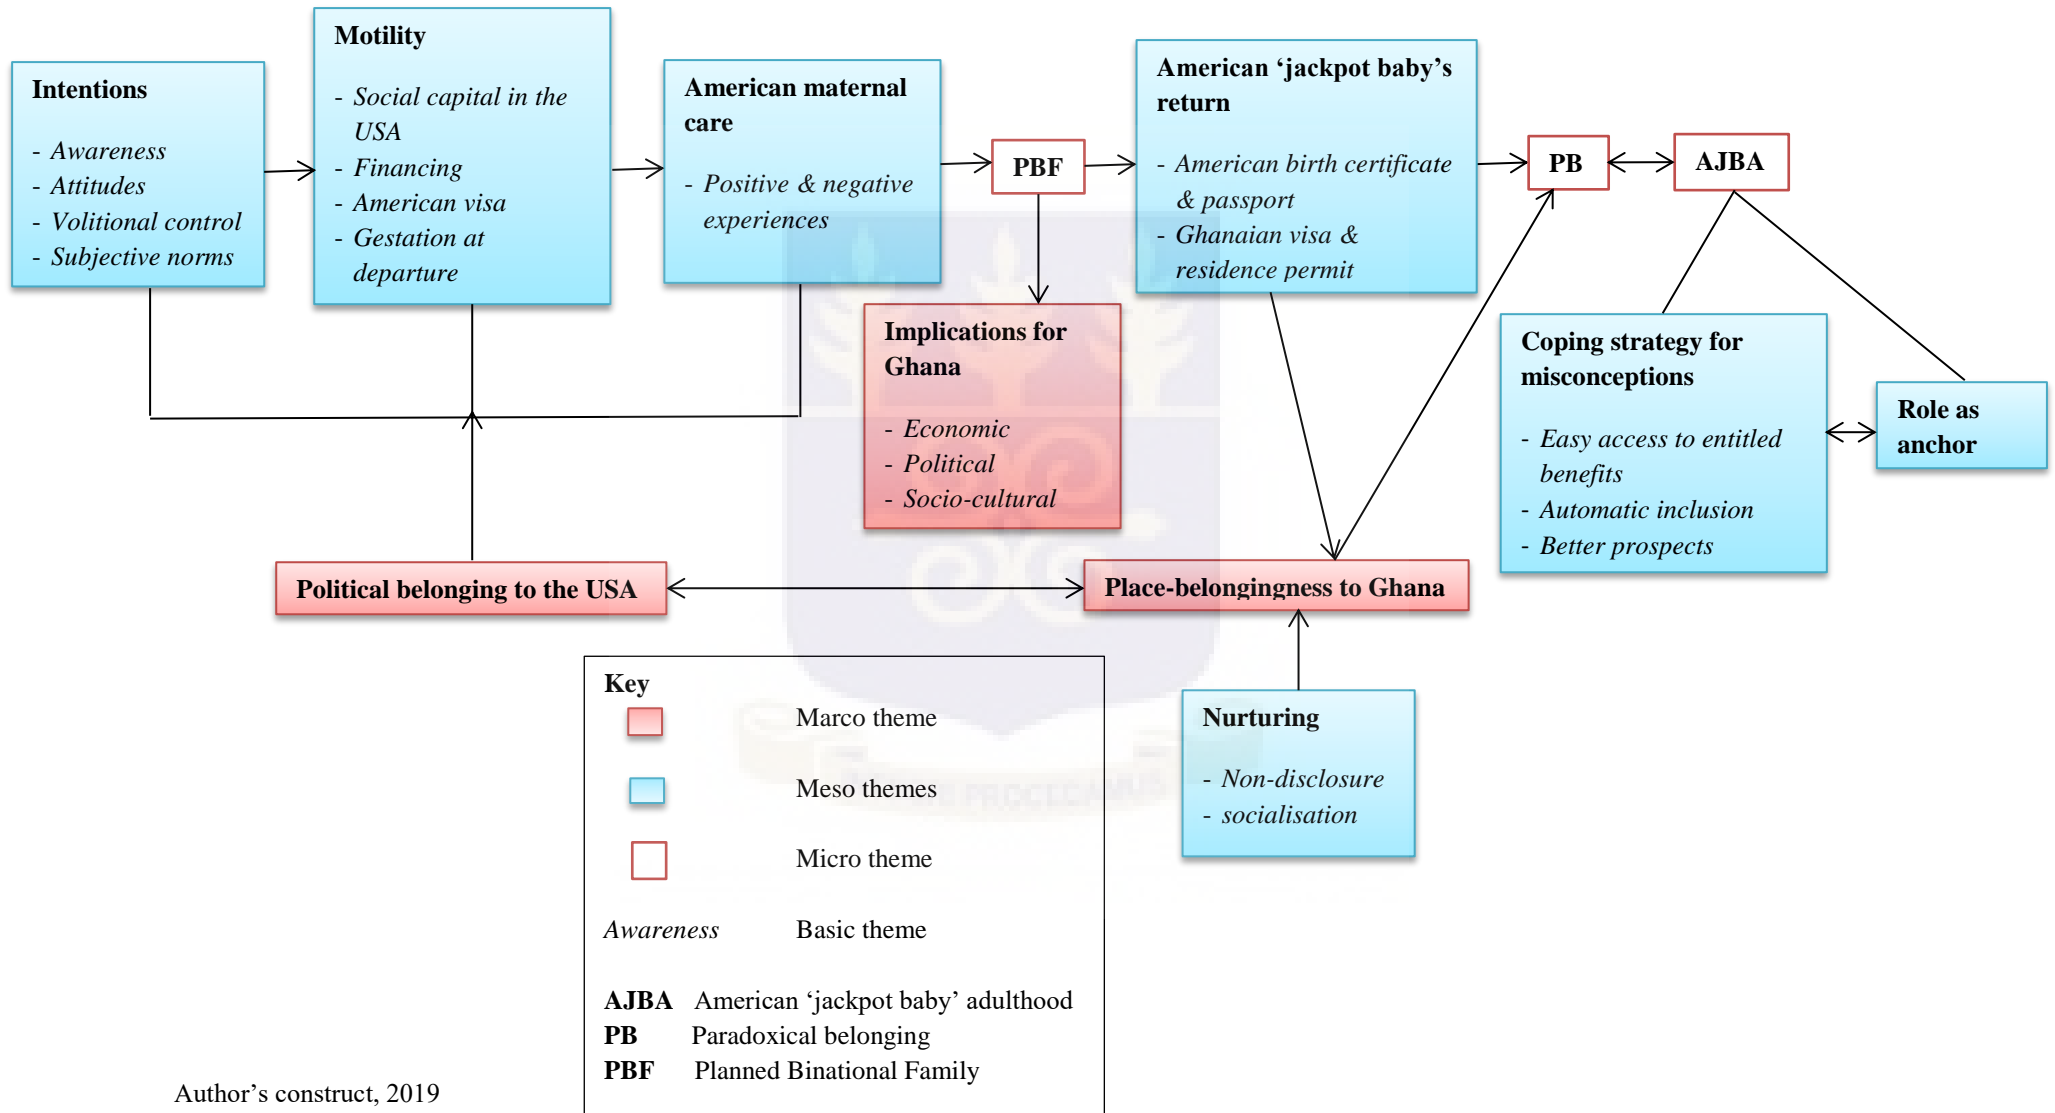 Intentions
- Awareness
- Attitudes
- Volitional control
- Subjective norms
Motility
- Social capital in the
USA
- Financing
- American visa
- Gestation at
departure
American maternal
care
- Positive & negative
experiences
PBF
American ‘jackpot baby’s
return
- American birth certificate
& passport
- Ghanaian visa &
residence permit
PB
AJBA
Implications for
Ghana
- Economic
- Political
- Socio-cultural
Coping strategy for
misconceptions
- Easy access to entitled
benefits
- Automatic inclusion
- Better prospects
Role as
anchor
Political belonging to the USA
Place-belongingness to Ghana
Nurturing
- Non-disclosure
- socialisation
Key
Marco theme
Meso themes
Micro theme
Awareness Basic theme
AJBA American ‘jackpot baby’ adulthood
PB Paradoxical belonging
PBF Planned Binational Family
Author’s construct, 2019
PROCEDAMUS